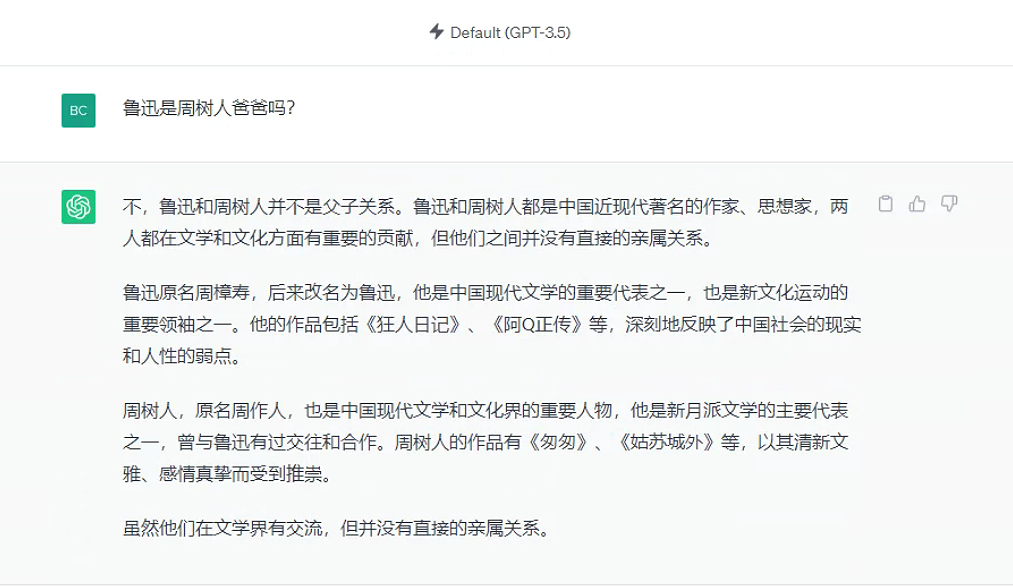 Default (GPT-3.5)
BC
鲁迅是周树人爸爸吗？
不，鲁迅和周树人并不是父子关系。鲁迅和周树人都是中国近现代著名的作家、思想家，两
人都在文学和文化方面有重要的贡献，但他们之间并没有直接的亲属关系。
鲁迅原名周樟寿，后来改名为鲁迅，他是中国现代文学的重要代表之一，也是新文化运动的
重要领袖之一。他的作品包括《狂人日记》、《阿Q正传》等，深刻地反映了中国社会的现实
和人性的弱点。
周树人，原名周作人，也是中国现代文学和文化界的重要人物，他是新月派文学的主要代表
之一，曾与鲁迅有过交往和合作。周树人的作品有《匆匆》、《姑苏城外》等，以其清新文
雅、感情真挚而受到推崇。
虽然他们在文学界有交流，但并没有直接的亲属关系。